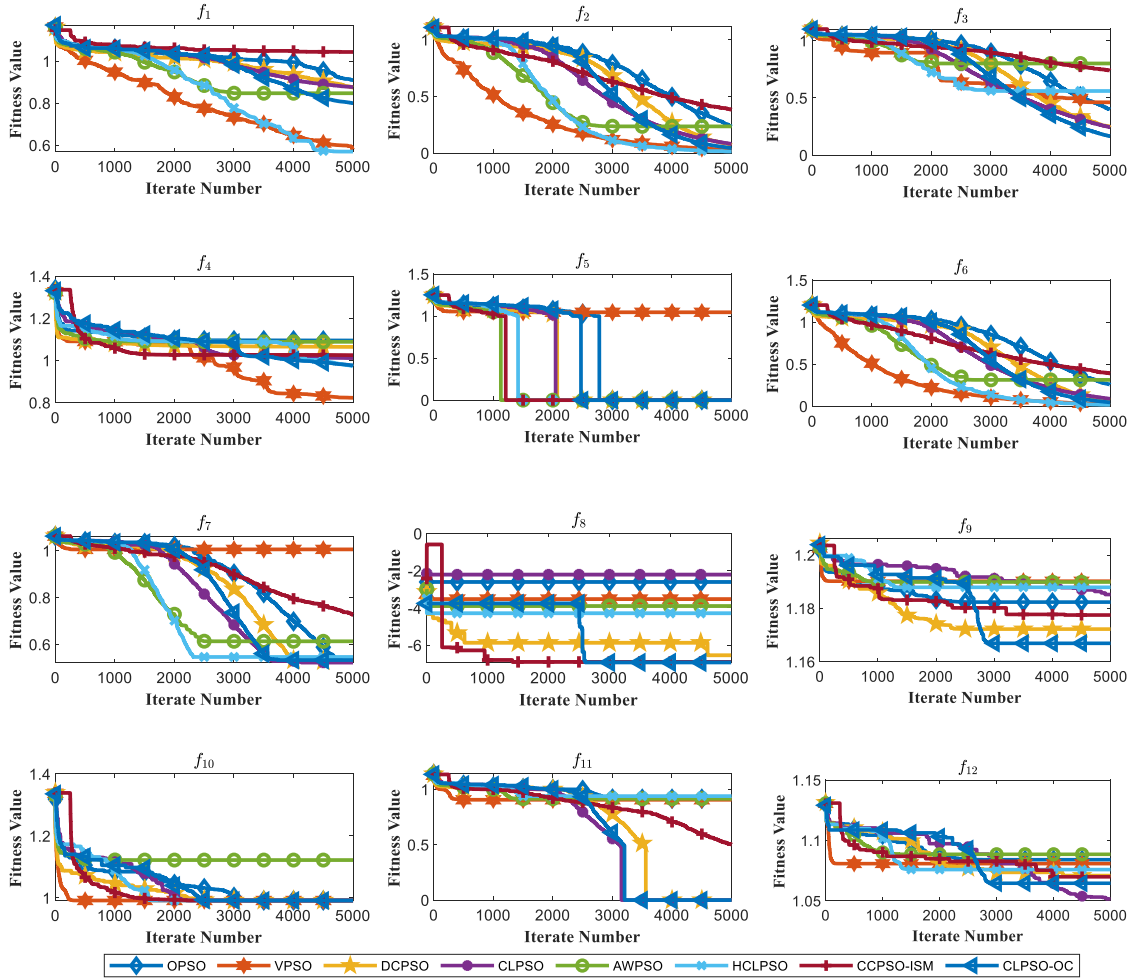 f1
f2
f3
Fitness Value
1
0.8
0.6
0 1000 2000 3000 4000 5000
Iterate Number
Fitness Value
1
0.5
0
0 1000 2000 3000 4000 5000
Iterate Number
Fitness Value
1
0.5
0
0 1000 2000 3000 4000 5000
Iterate Number
f4
f5
f6
Fitness Value
1.4
1.2
1
0.8
0 1000 2000 3000 4000 5000
Iterate Number
Fitness Value
1.5
1
0.5
0
0 1000 2000 3000 4000 5000
Iterate Number
Fitness Value
1.5
1
0.5
0
0 1000 2000 3000 4000 5000
Iterate Number
f7
f8
f9
Fitness Value
1
0.8
0.6
0 1000 2000 3000 4000 5000
Iterate Number
Fitness Value
0
-2
-4
-6
0 1000 2000 3000 4000 5000
Iterate Number
Fitness Value
1.2
1.18
1.16
0 1000 2000 3000 4000 5000
Iterate Number
f10
f11
f12
Fitness Value
1.4
1.2
1
0 1000 2000 3000 4000 5000
Iterate Number
Fitness Value
1
0.5
0
0 1000 2000 3000 4000 5000
Iterate Number
Fitness Value
1.15
1.1
1.05
0 1000 2000 3000 4000 5000
Iterate Number
OPSO VPSO DCPSO CLPSO AWPSO HCLPSO CCPSO-ISM CLPSO-OC